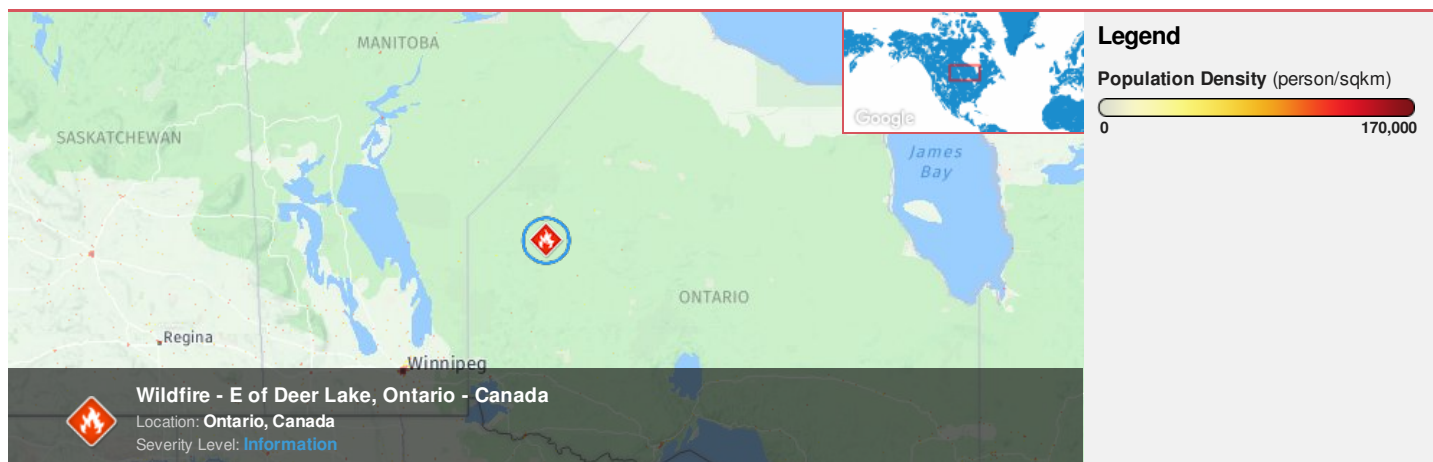 MANITOBA
SASKATCHEWAN
Google
James
Bay
ONTARIO
Regina
Winnipeg
Wildfire - E of Deer Lake, Ontario - Canada
Location: Ontario, Canada
Severity Level: Information
Legend
Population Density (person/sqkm)
0 170,000